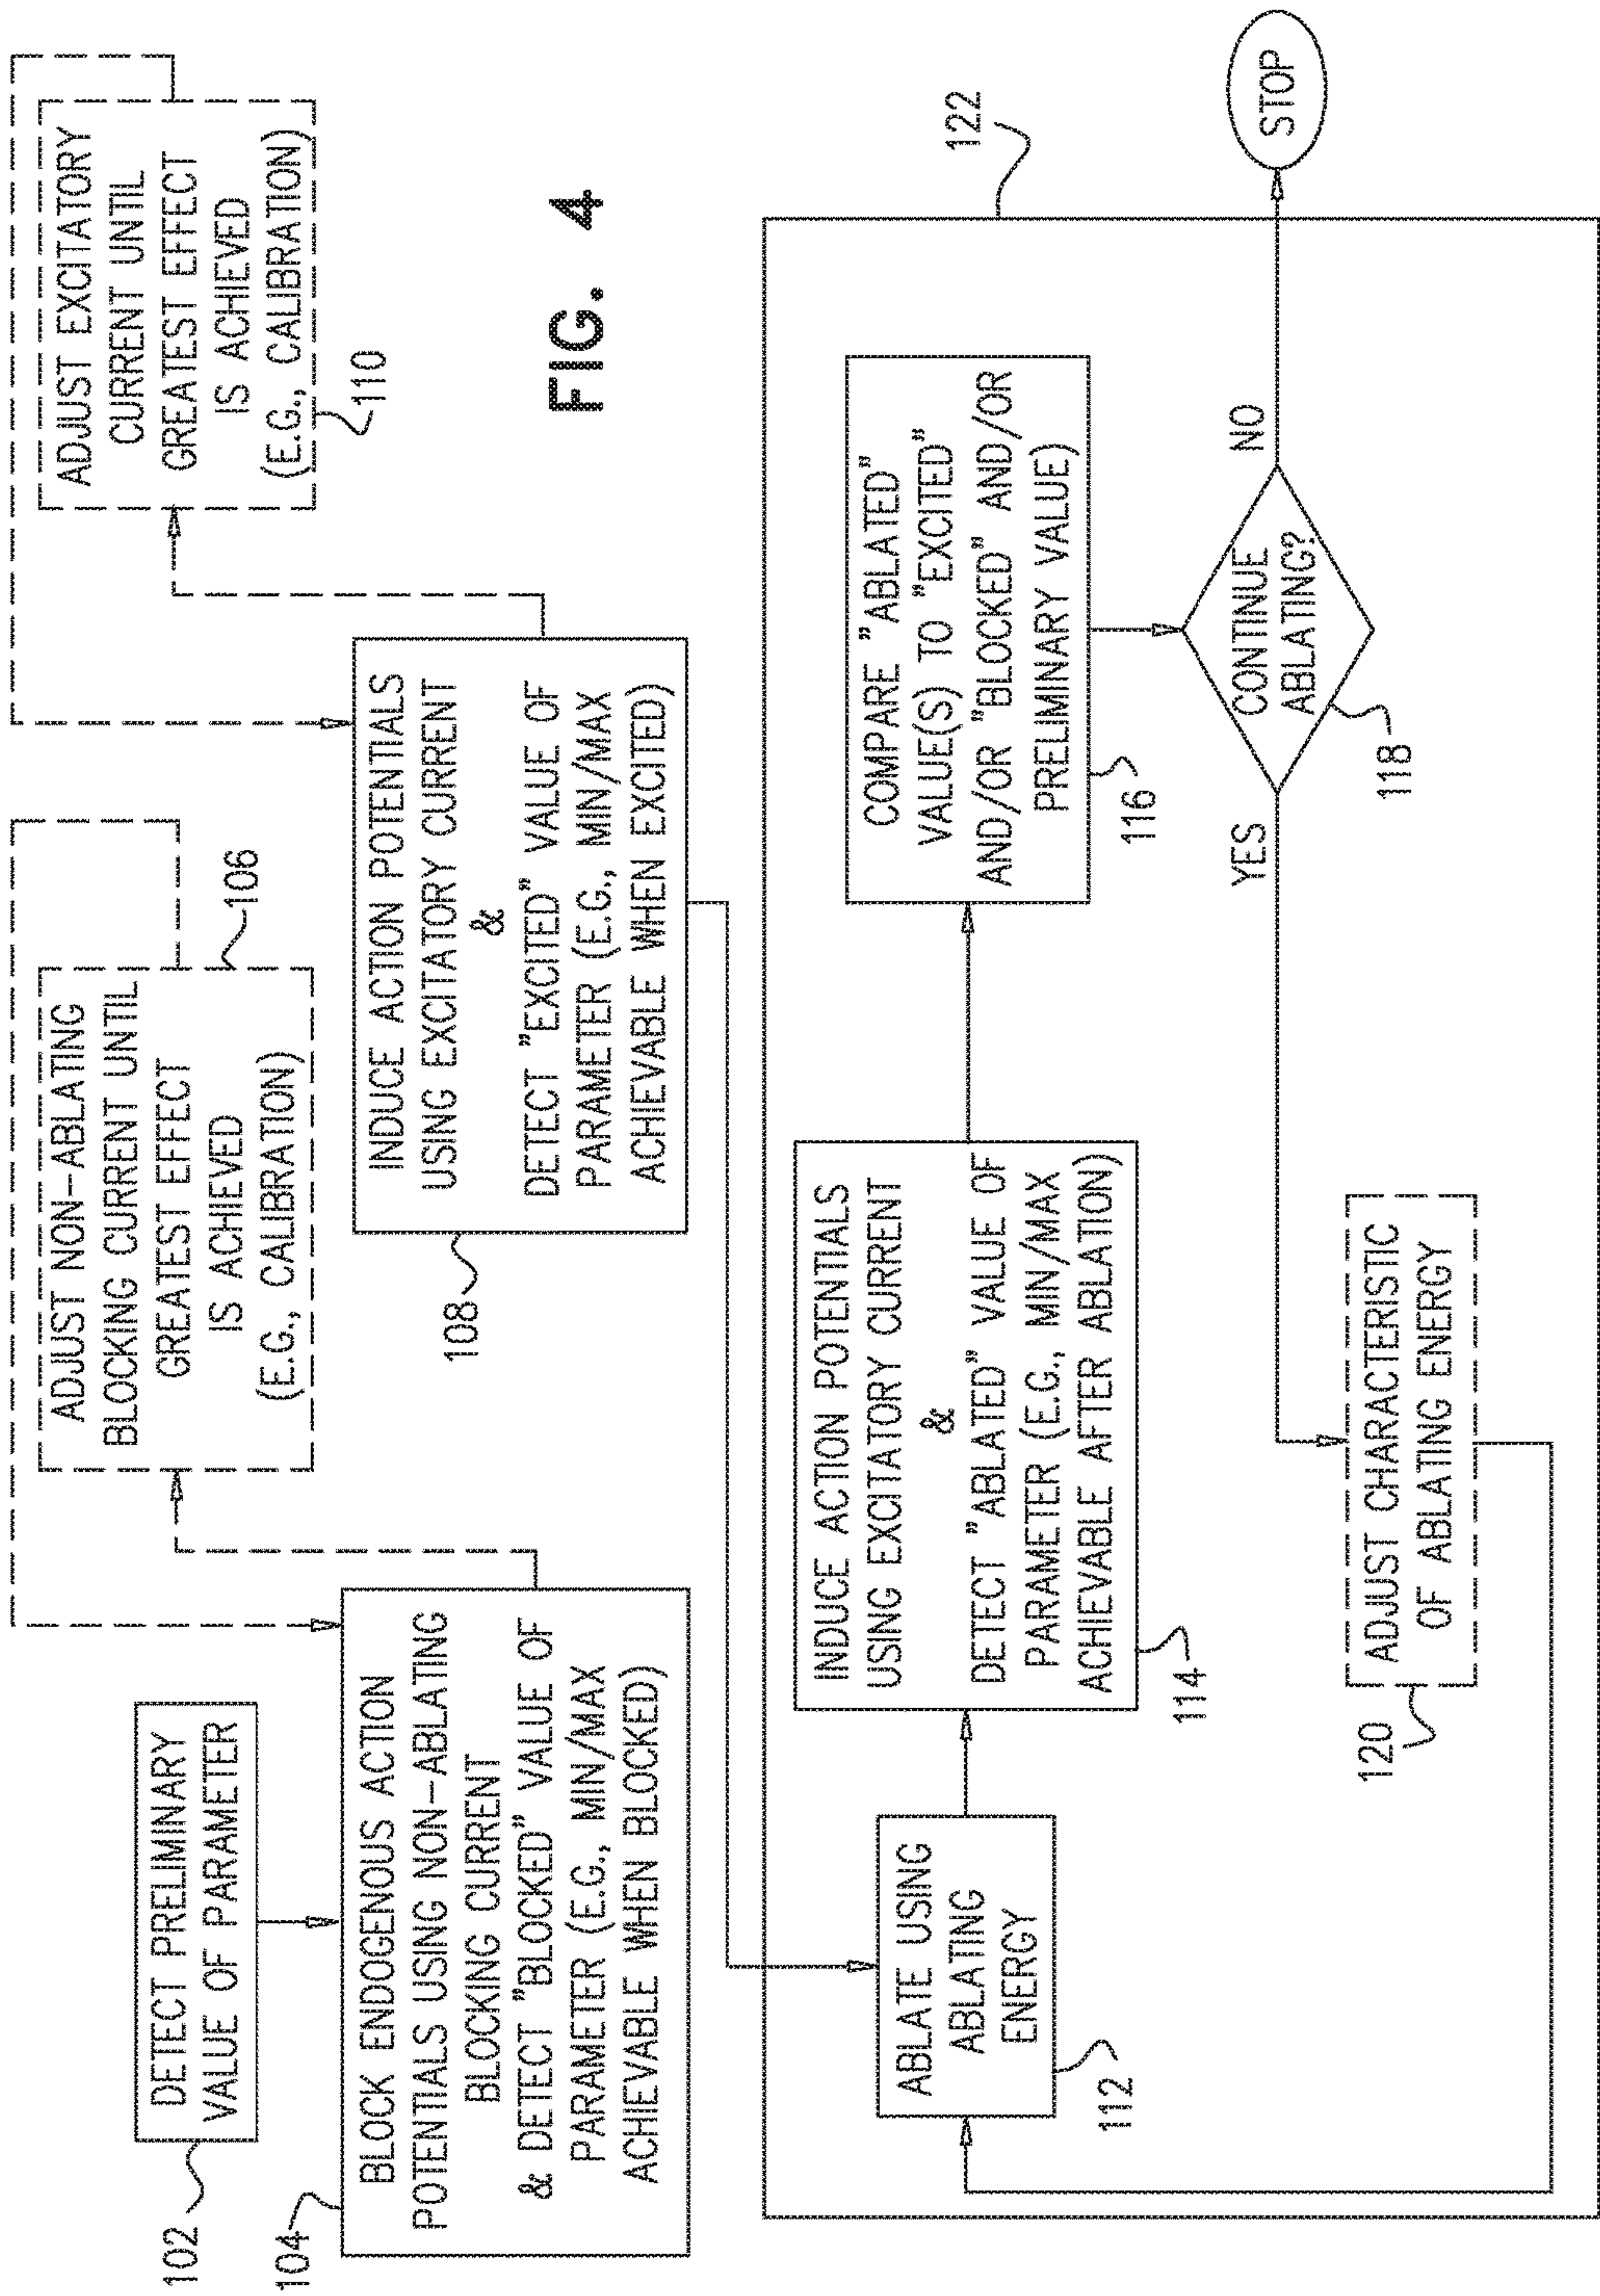 102
DETECT PRELIMINARY
VALUE OF PARAMETER
104
BLOCK ENDOGENOUS ACTION
POTENTIALS USING NON-ABLATING
BLOCKING CURRENT
& DETECT "BLOCKED" VALUE OF
PARAMETER (E.G., MIN/MAX
ACHIEVABLE WHEN BLOCKED)
ADJUST NON-ABLATING
BLOCKING CURRENT UNTIL
GREATEST EFFECT
IS ACHIEVED
(E.G., CALIBRATION)
106
108
INDUCE ACTION POTENTIALS
USING EXCITATORY CURRENT
&
DETECT "EXCITED" VALUE OF
PARAMETER (E.G., MIN/MAX
ACHIEVABLE WHEN EXCITED)
ADJUST EXCITATORY
CURRENT UNTIL
GREATEST EFFECT
IS ACHIEVED
(E.G., CALIBRATION)
110
FIG. 4
122
ABLATE USING
ABLATING
ENERGY
112
INDUCE ACTION POTENTIALS
USING EXCITATORY CURRENT
&
DETECT "ABLATED" VALUE OF
PARAMETER (E.G., MIN/MAX
ACHIEVABLE AFTER ABLATION)
114
COMPARE "ABLATED"
VALUE(S) TO "EXCITED"
AND/OR "BLOCKED" AND/OR
PRELIMINARY VALUE)
116
CONTINUE
ABLATING?
118
YES
NO
STOP
120
ADJUST CHARACTERISTIC
OF ABLATING ENERGY